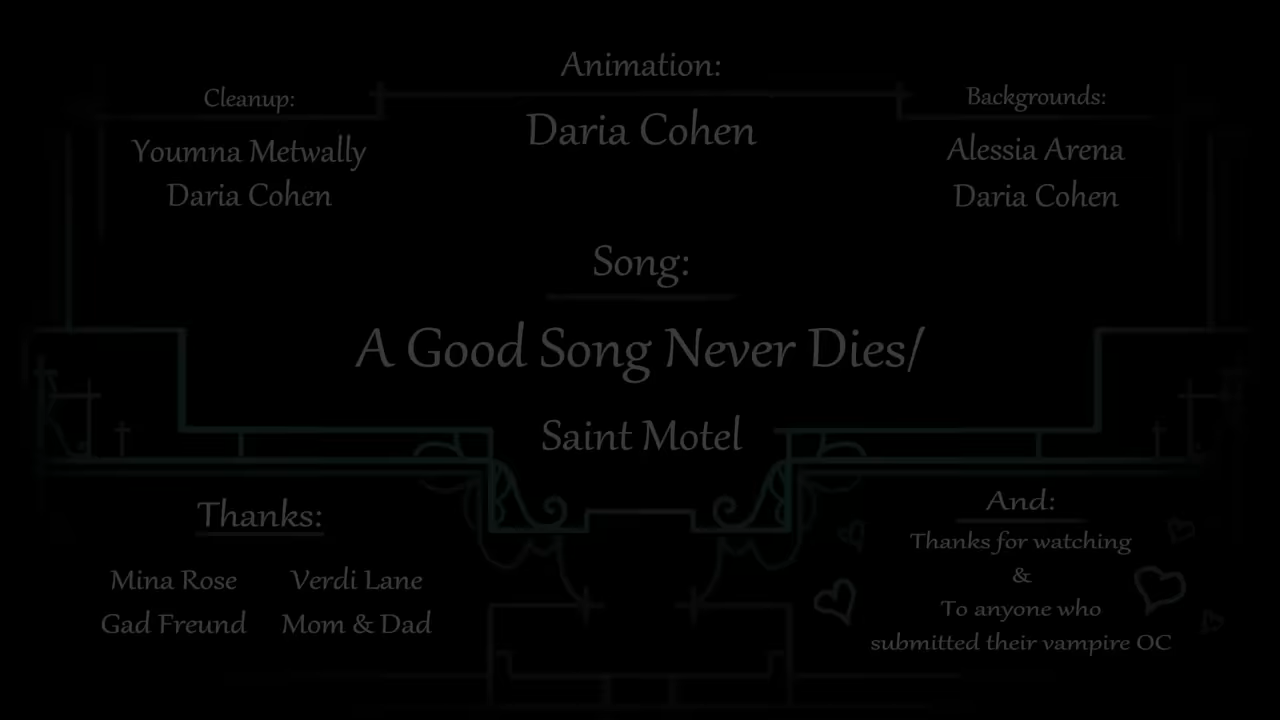 Animation:
Daria Cohen
Cleanup:
Youmna Metwally
Daria Cohen
Backgrounds:
Alessia Arena
Daria Cohen
Song:
A Good Song Never Dies/
Saint Motel
Thanks:
Mina Rose Verdi Lane
Gad Freund Mom & Dad
And:
Thanks for watching
&
To anyone who
submitted their vampire OC